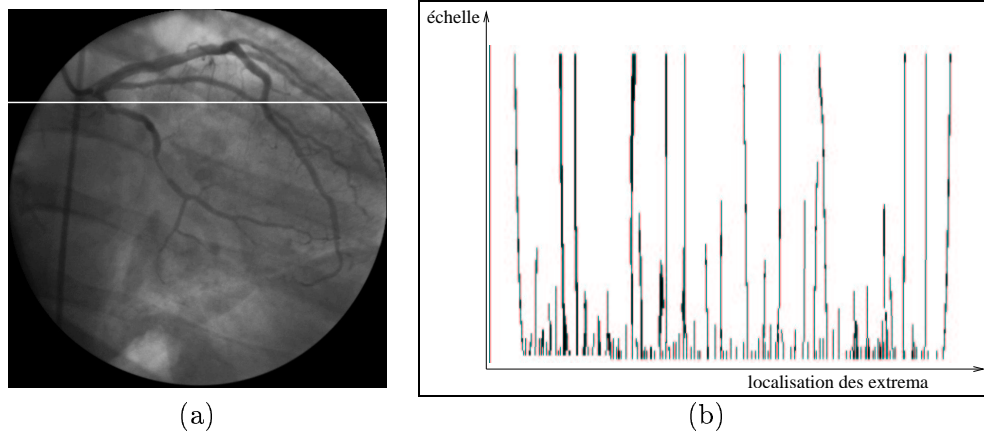 échelle
localisation des extrema
(a)
(b)